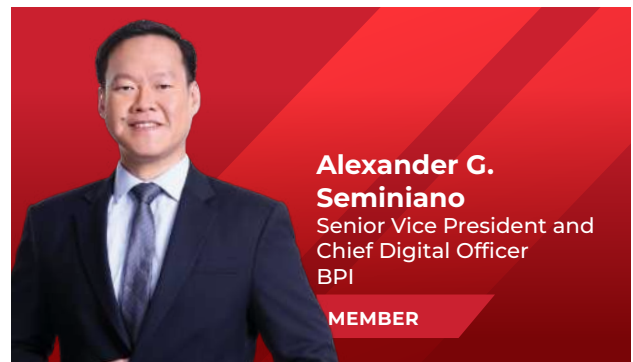 Alexander G.
Seminiano
Senior Vice President and
Chief Digital Officer
BPI
MEMBER